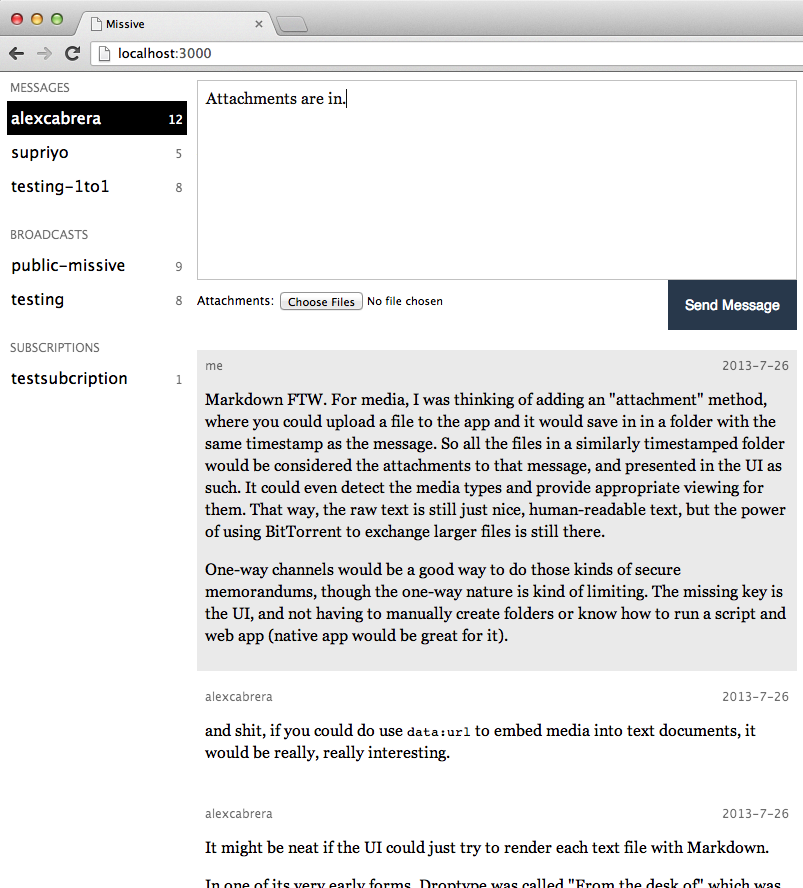 Missive
localhost:3000
MESSAGES
alexcabrera 12
supriyo 5
testing-1to1 8
BROADCASTS
public-missive 9
testing 8
SUBSCRIPTIONS
testsubcription 1
Attachments are in.
Attachments: Choose Files No file chosen
Send Message
me 2013-7-26
Markdown FTW. For media, I was thinking of adding an "attachment" method,
where you could upload a file to the app and it would save in in a folder with the
same timestamp as the message. So all the files in a similarly timestamped folder
would be considered the attachments to that message, and presented in the UI as
such. It could even detect the media types and provide appropriate viewing for
them. That way, the raw text is still just nice, human-readable text, but the power
of using BitTorrent to exchange larger files is still there.
One-way channels would be a good way to do those kinds of secure
memorandums, though the one-way nature is kind of limiting. The missing key is
the UI, and not having to manually create folders or know how to run a script and
web app (native app would be great for it).
alexcabrera 2013-7-26
and shit, if you could do use data:url to embed media into text documents, it
would be really, really interesting.
alexcabrera 2013-7-26
It might be neat if the UI could just try to render each text file with Markdown.
In one of its very early forms, Droptype was called "From the desk of" which was